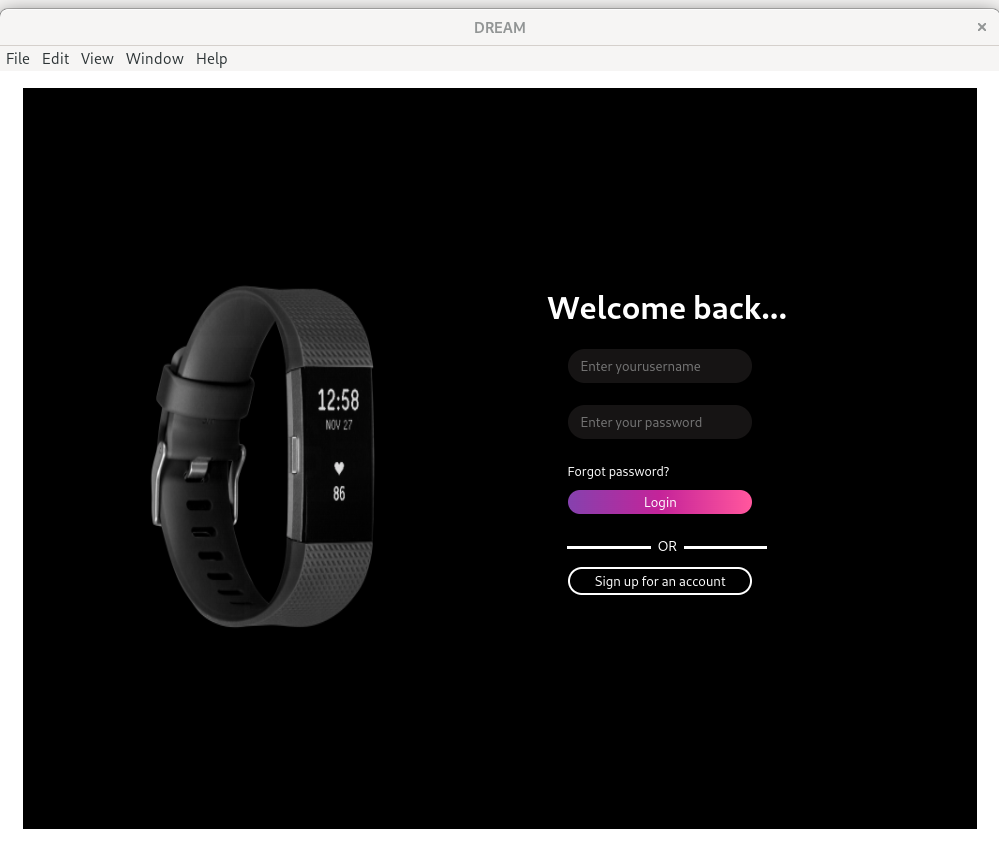 DREAM
File Edit View Window Help
Welcome back...
Enter yourusername
Enter your password
Forgot password?
Login
OR
Sign up for an account
12:58
NOV 27
86